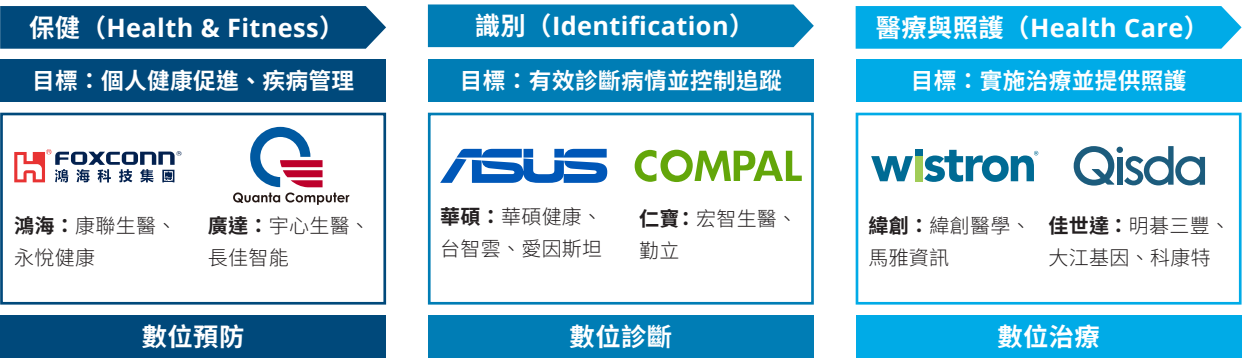 保健（Health & Fitness）
目標：個人健康促進、疾病管理
FOXCONN®
鴻海科技集團
Quanta Computer
鴻海：康聯生醫、
永悅健康
廣達：宇心生醫、
長佳智能
數位預防
識別（Identification）
目標：有效診斷病情並控制追蹤
ASUS
COMPAL
華碩：華碩健康、
台智雲、愛因斯坦
仁寶：宏智生醫、
勤立
數位診斷
醫療與照護（Health Care）
目標：實施治療並提供照護
wistron
Qisda
緯創：緯創醫學、
馬雅資訊
佳世達：明碁三豐、
大江基因、科康特
數位治療